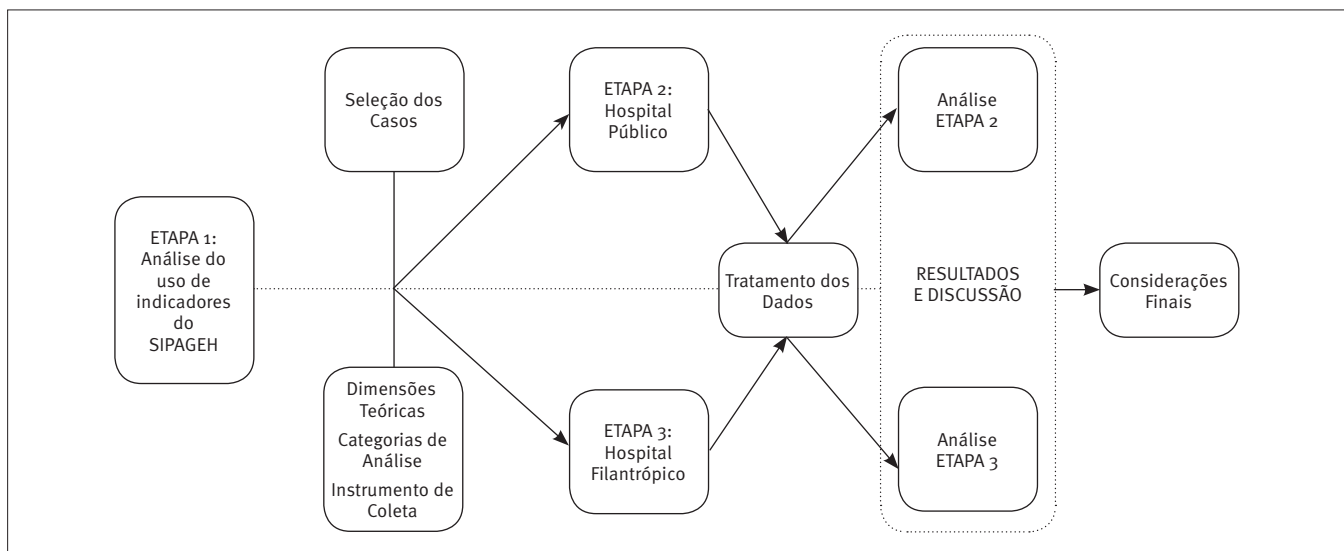 ETAPA 1:
Análise do
uso de
indicadores
do
SIPAGEH
Seleção dos
Casos
Dimensões
Teóricas
Categorias de
Análise
Instrumento de
Coleta
ETAPA 2:
Hospital
Público
ETAPA 3:
Hospital
Filantrópico
Tratamento dos
Dados
Análise
ETAPA 2
RESULTADOS
E DISCUSSÃO
Análise
ETAPA 3
Considerações
Finais